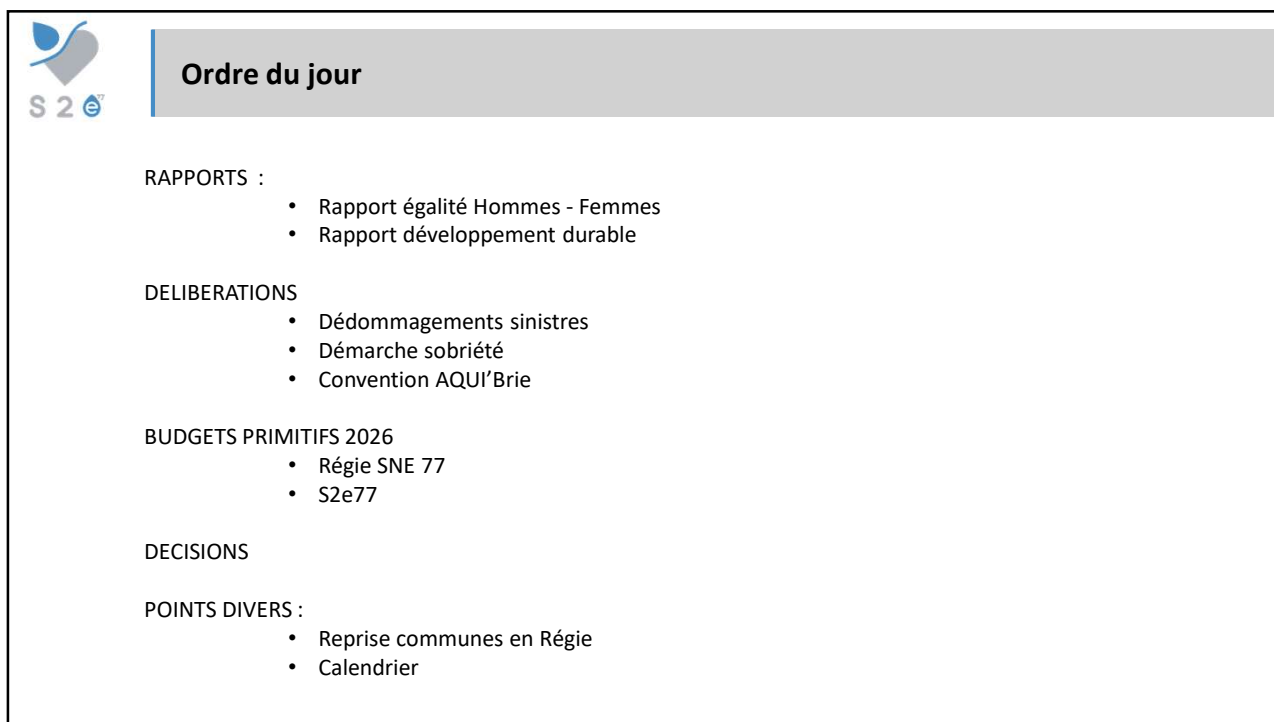 S 2 e77
Ordre du jour
RAPPORTS :
• Rapport égalité Hommes - Femmes
• Rapport développement durable
DELIBERATIONS
• Dédommagements sinistres
• Démarche sobriété
• Convention AQUI’Brie
BUDGETS PRIMITIFS 2026
• Régie SNE 77
• S2e77
DECISIONS
POINTS DIVERS :
• Reprise communes en Régie
• Calendrier